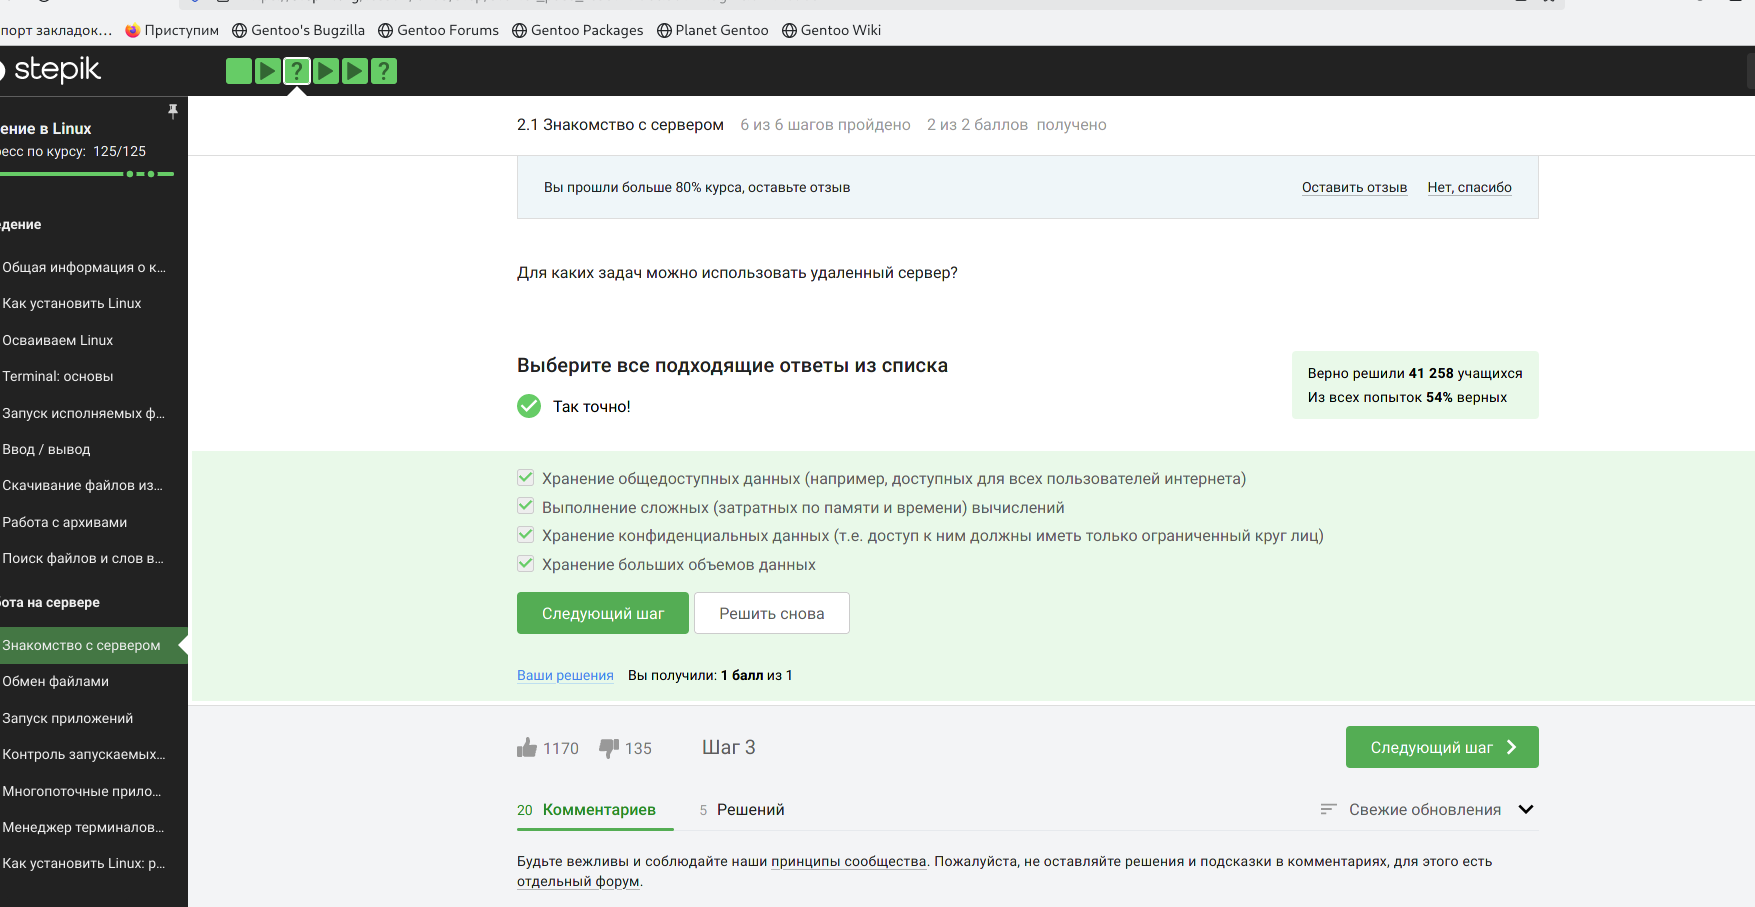 порт закладок...
Приступим
Gentoo's Bugzilla
Gentoo Forums
Gentoo Packages
Planet Gentoo
Gentoo Wiki
stepik
?
?
ение в Linux
есс по курсу: 125/125
дение
Общая информация о к...
Как установить Linux
Осваиваем Linux
Terminal: основы
Запуск исполняемых ф...
Ввод / вывод
Скачивание файлов из...
Работа с архивами
Поиск файлов и слов в...
ота на сервере
Знакомство с сервером
Обмен файлами
Запуск приложений
Контроль запускаемых...
Многопоточные прило...
Менеджер терминалов...
Как установить Linux: р...
2.1 Знакомство с сервером 6 из 6 шагов пройдено 2 из 2 баллов получено
Вы прошли больше 80% курса, оставьте отзыв
Оставить отзыв
Нет, спасибо
Для каких задач можно использовать удаленный сервер?
Выберите все подходящие ответы из списка
Так точно!
Верно решили 41 258 учащихся
Из всех попыток 54% верных
Хранение общедоступных данных (например, доступных для всех пользователей интернета)
Выполнение сложных (затратных по памяти и времени) вычислений
Хранение конфиденциальных данных (т.е. доступ к ним должны иметь только ограниченный круг лиц)
Хранение больших объемов данных
Следующий шаг
Решить снова
Ваши решения Вы получили: 1 балл из 1
1170
135
Шаг 3
Следующий шаг
20 Комментариев
5 Решений
Свежие обновления
Будьте вежливы и соблюдайте наши принципы сообщества. Пожалуйста, не оставляйте решения и подсказки в комментариях, для этого есть
отдельный форум.